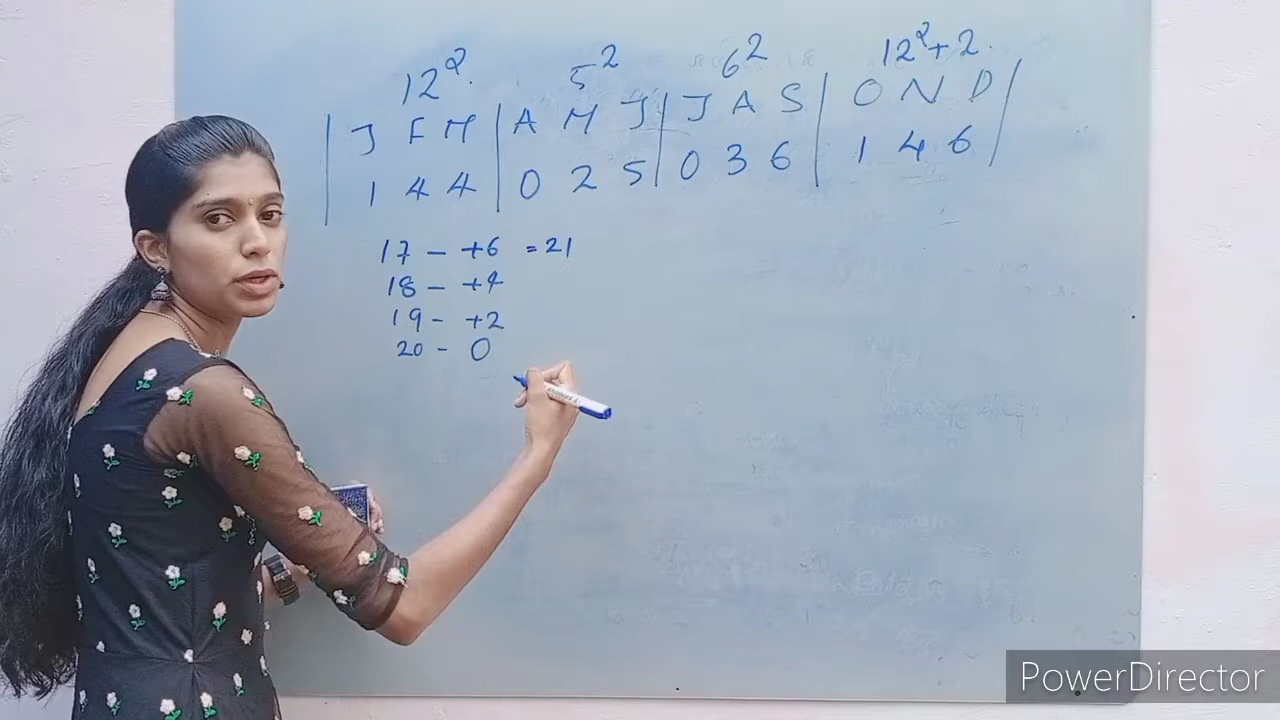 12² 5² 6² 12²+2.
J F M | A M J | J A S | O N D
1 4 4 | 0 2 5 | 0 3 6 | 1 4 6
17 - +6 = 21
18 - +4
19 - +2
20 - 0
PowerDirector